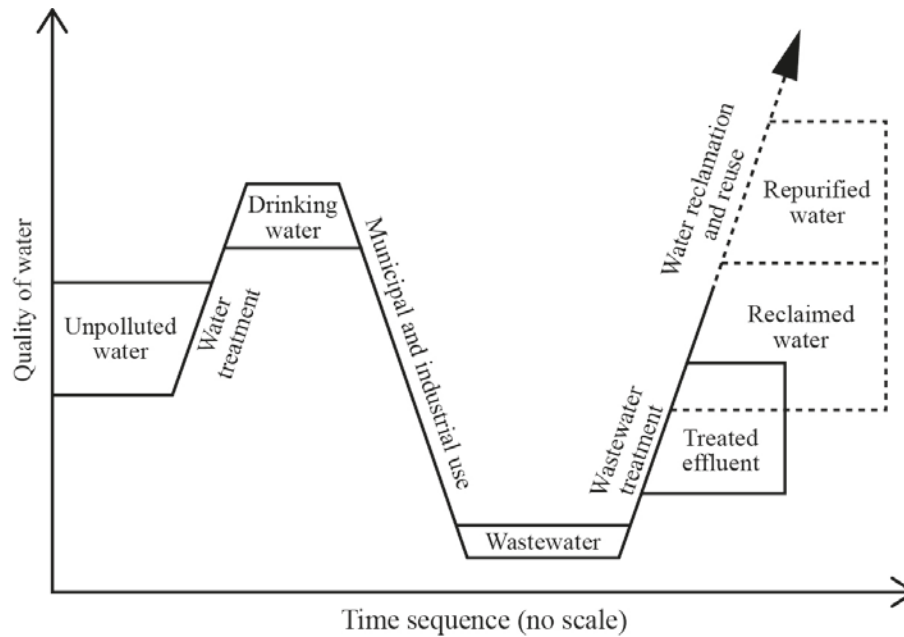 Quality of water
Unpolluted
water
Water
treatment
Drinking
water
Municipal and industrial use
Wastewater
Wastewater
treatment
Treated
effluent
Water reclamation
and reuse
Repurified
water
Reclaimed
water
Time sequence (no scale)